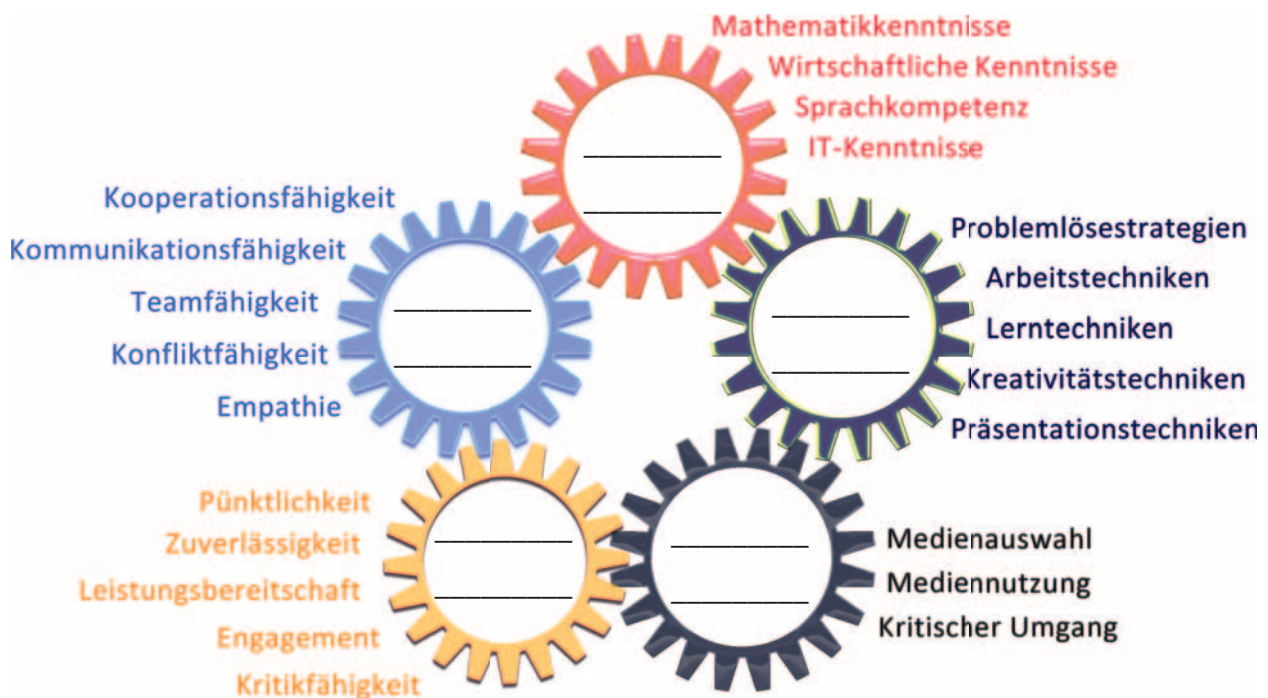 Mathematikkenntnisse
Wirtschaftliche Kenntnisse
Sprachkompetenz
IT-Kenntnisse
Kooperationsfähigkeit
Kommunikationsfähigkeit
Teamfähigkeit
Konfliktfähigkeit
Empathie
Problemlösestrategien
Arbeitstechniken
Lerntechniken
Kreativitätstechniken
Präsentationstechniken
Pünktlichkeit
Zuverlässigkeit
Leistungsbereitschaft
Engagement
Kritikfähigkeit
Medienauswahl
Mediennutzung
Kritischer Umgang